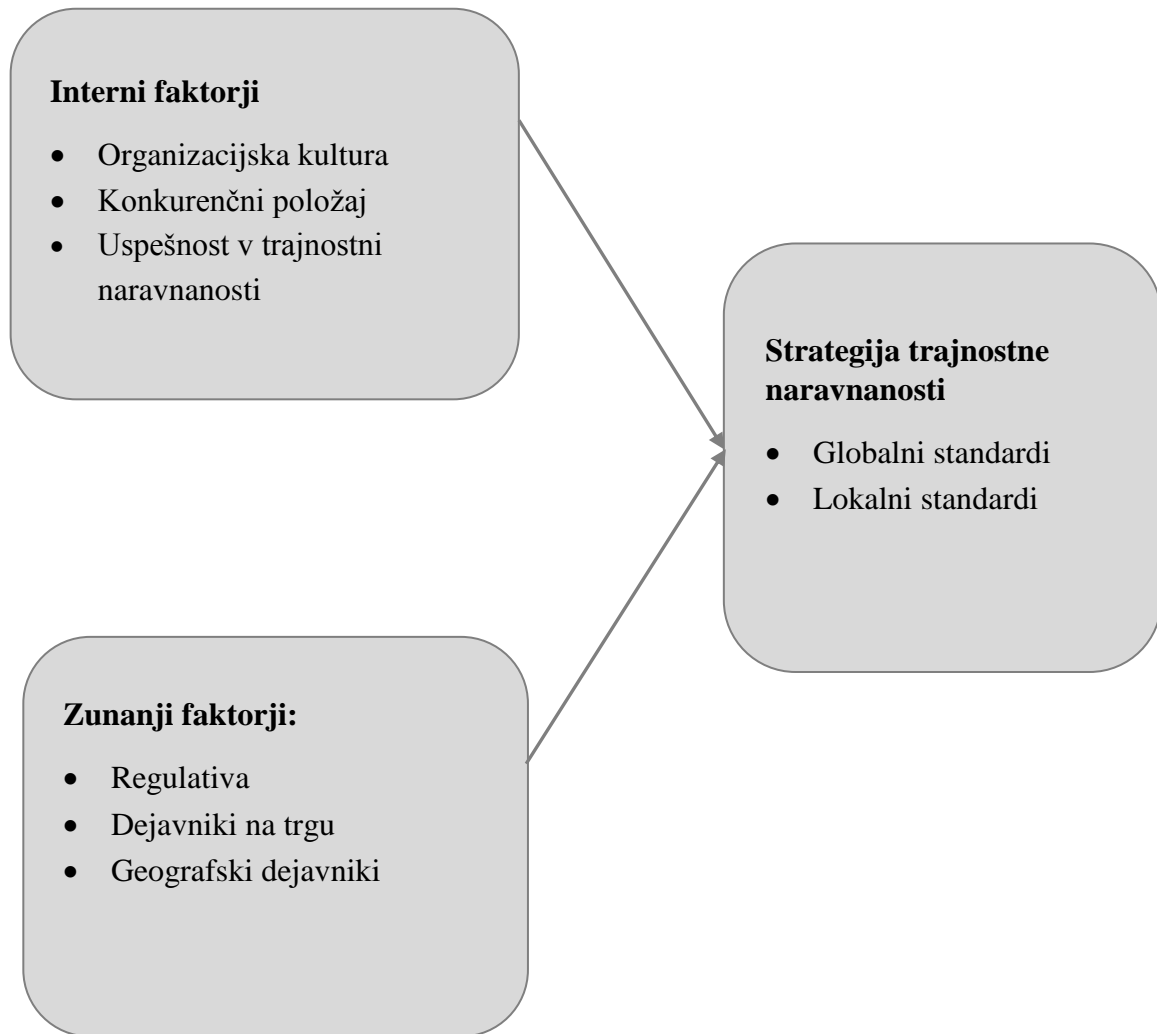 Interni faktorji
• Organizacijska kultura
• Konkurenčni položaj
• Uspešnost v trajnostni
naravnanosti
Strategija trajnostne
naravnanosti
• Globalni standardi
• Lokalni standardi
Zunanji faktorji:
• Regulativa
• Dejavniki na trgu
• Geografski dejavniki